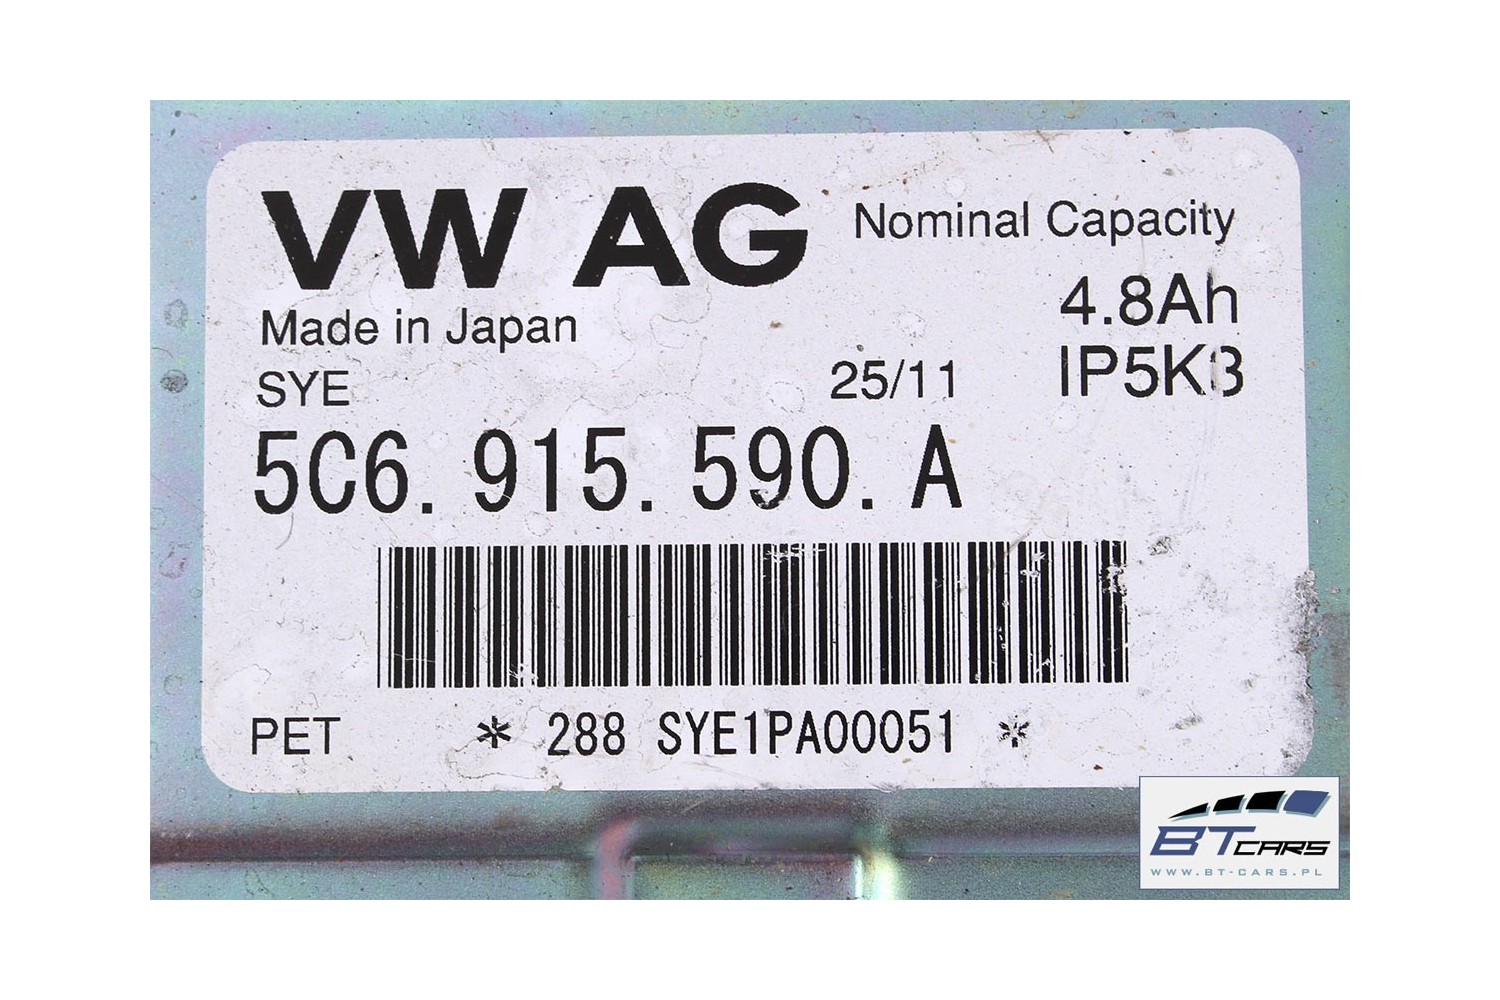 VW AG
Nominal Capacity
Made in Japan
4.8Ah
SYE
25/11
IP5K3
5C6. 915. 590. A
PET
* 288 SYE1PA00051 *
BT CARS
WWW.BT-CARS.PL